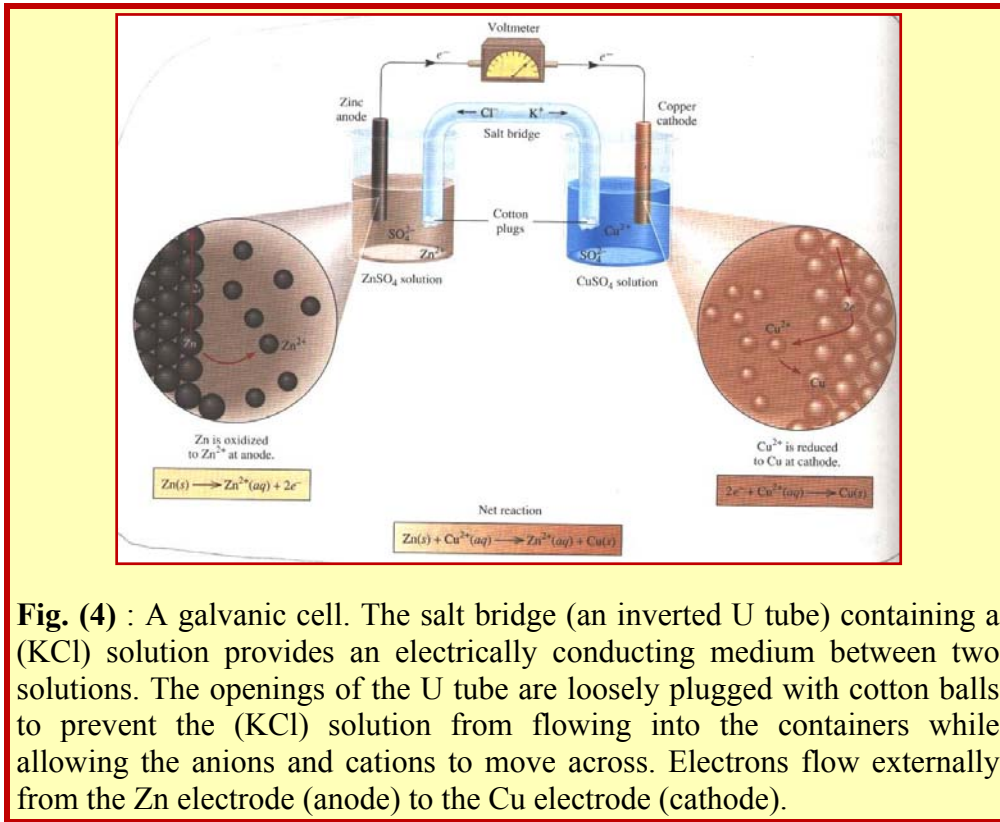 Voltmeter
e⁻
e⁻
Zinc
anode
Cl⁻ K⁺
Salt bridge
Copper
cathode
Cotton
plugs
SO₄²⁻
Zn²⁺
Cu²⁺
SO₄²⁻
ZnSO₄ solution
CuSO₄ solution
Zn
Zn²⁺
2e⁻
Cu²⁺
Cu
Zn is oxidized
to Zn²⁺ at anode.
Zn(s) ⟶ Zn²⁺(aq) + 2e⁻
Cu²⁺ is reduced
to Cu at cathode.
2e⁻ + Cu²⁺(aq) ⟶ Cu(s)
Net reaction
Zn(s) + Cu²⁺(aq) ⟶ Zn²⁺(aq) + Cu(s)
Fig. (4) : A galvanic cell. The salt bridge (an inverted U tube) containing a
(KCl) solution provides an electrically conducting medium between two
solutions. The openings of the U tube are loosely plugged with cotton balls
to prevent the (KCl) solution from flowing into the containers while
allowing the anions and cations to move across. Electrons flow externally
from the Zn electrode (anode) to the Cu electrode (cathode).